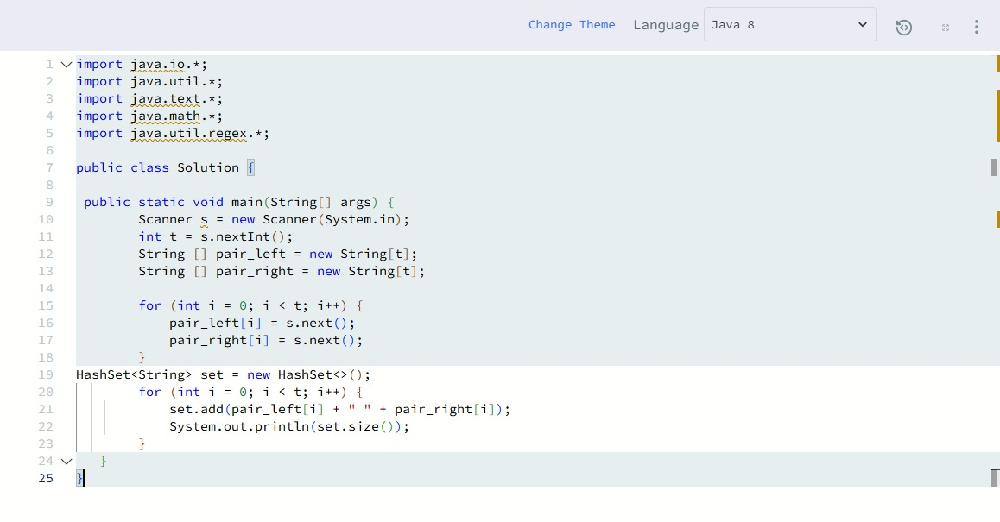 Change Theme Language Java 8
1 import java.io.*;
2 import java.util.*;
3 import java.text.*;
4 import java.math.*;
5 import java.util.regex.*;
6
7 public class Solution {
8
9 public static void main(String[] args) {
10 Scanner s = new Scanner(System.in);
11 int t = s.nextInt();
12 String [] pair_left = new String[t];
13 String [] pair_right = new String[t];
14
15 for (int i = 0; i < t; i++) {
16 pair_left[i] = s.next();
17 pair_right[i] = s.next();
18 }
19 HashSet<String> set = new HashSet<>();
20 for (int i = 0; i < t; i++) {
21 set.add(pair_left[i] + " " + pair_right[i]);
22 System.out.println(set.size());
23 }
24 }
25 }